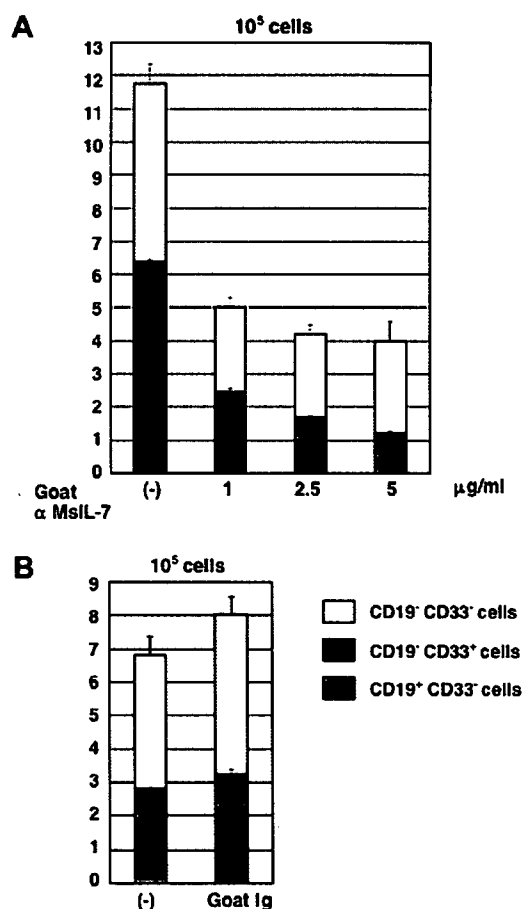 A
10⁵ cells
13
12
11
10
9
8
7
6
5
4
3
2
1
0
Goat (-) 1 2.5 5 μg/ml
α MsIL-7
B
10⁵ cells
9
8
7
6
5
4
3
2
1
0
(-) Goat Ig
CD19⁻ CD33⁻ cells
CD19⁻ CD33⁺ cells
CD19⁺ CD33⁻ cells